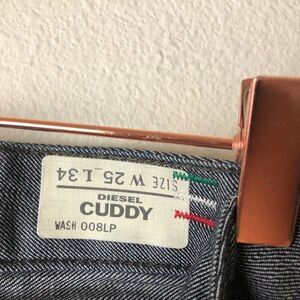 SIZE W 25 L 34
DIESEL
CUDDY
WASH 008LP